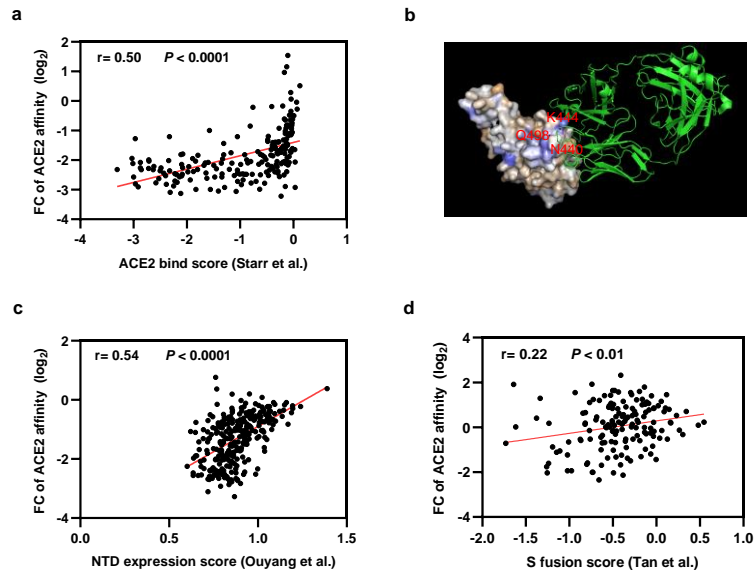 a
r= 0.50 P < 0.0001
FC of ACE2 affinity (log2)
2
1
0
-1
-2
-3
-4
-4 -3 -2 -1 0 1
ACE2 bind score (Starr et al.)
b
K444
Q498
N440
c
r= 0.54 P < 0.0001
FC of ACE2 affinity (log2)
2
0
-2
-4
0.0 0.5 1.0 1.5
NTD expression score (Ouyang et al.)
d
r= 0.22 P < 0.01
FC of ACE2 affinity (log2)
4
2
0
-2
-4
-2.0 -1.5 -1.0 -0.5 0.0 0.5 1.0
S fusion score (Tan et al.)